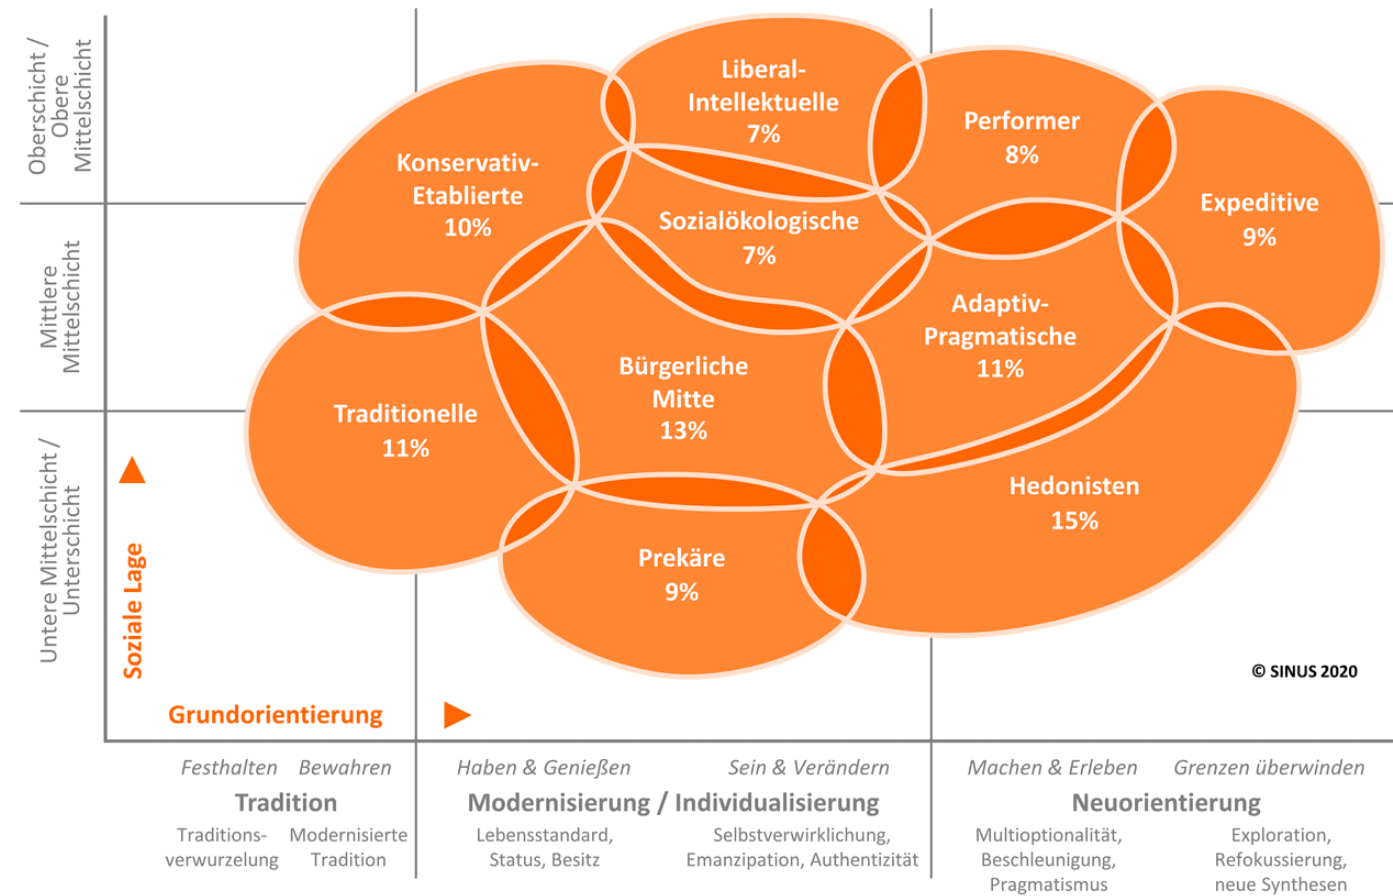 Oberschicht /
Obere
Mittelschicht
Mittlere
Mittelschicht
Untere Mittelschicht /
Unterschicht
Soziale Lage
Liberal-
Intellektuelle
7%
Performer
8%
Konservativ-
Etablierte
10%
Expeditive
9%
Sozialökologische
7%
Adaptiv-
Pragmatische
11%
Bürgerliche
Mitte
13%
Traditionelle
11%
Hedonisten
15%
Prekäre
9%
© SINUS 2020
Grundorientierung
Festhalten Bewahren
Tradition
Traditions-
verwurzelung
Modernisierte
Tradition
Haben & Genießen
Sein & Verändern
Modernisierung / Individualisierung
Lebensstandard,
Status, Besitz
Selbstverwirklichung,
Emanzipation, Authentizität
Machen & Erleben
Grenzen überwinden
Neuorientierung
Multioptionalität,
Beschleunigung,
Pragmatismus
Exploration,
Refokussierung,
neue Synthesen